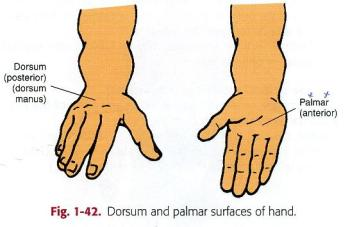 Dorsum
(posterior)
(dorsum
manus)
Palmar
(anterior)
Fig. 1-42. Dorsum and palmar surfaces of hand.